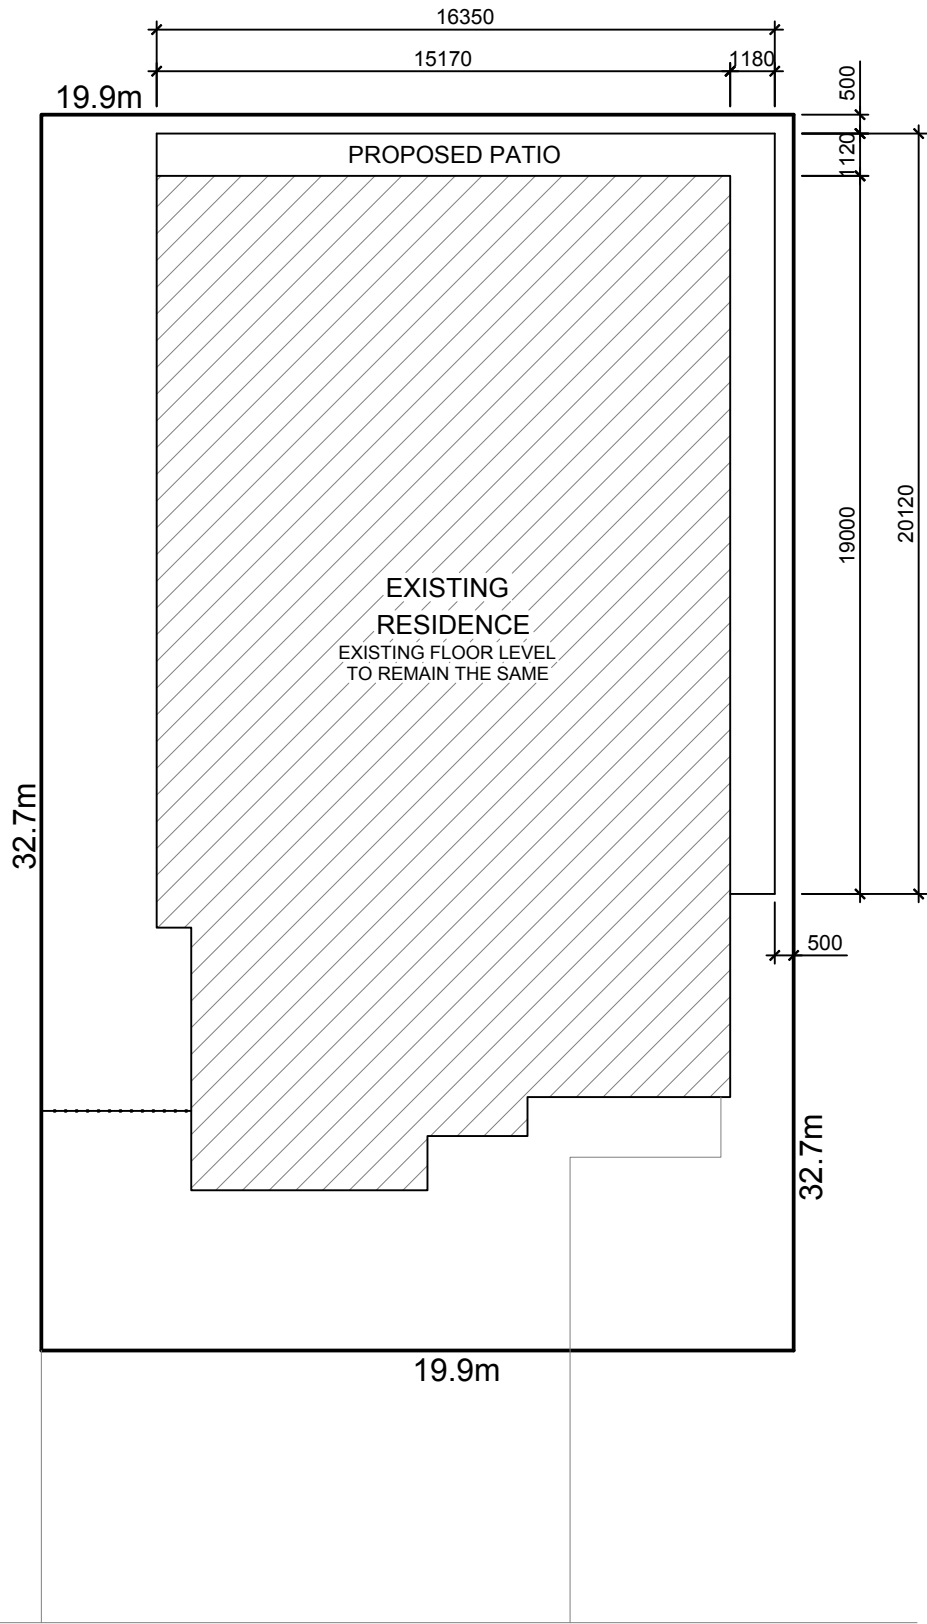 16350
15170
1180
19.9m
500
1120
PROPOSED PATIO
19000
20120
EXISTING
RESIDENCE
EXISTING FLOOR LEVEL
TO REMAIN THE SAME
32.7m
500
32.7m
19.9m